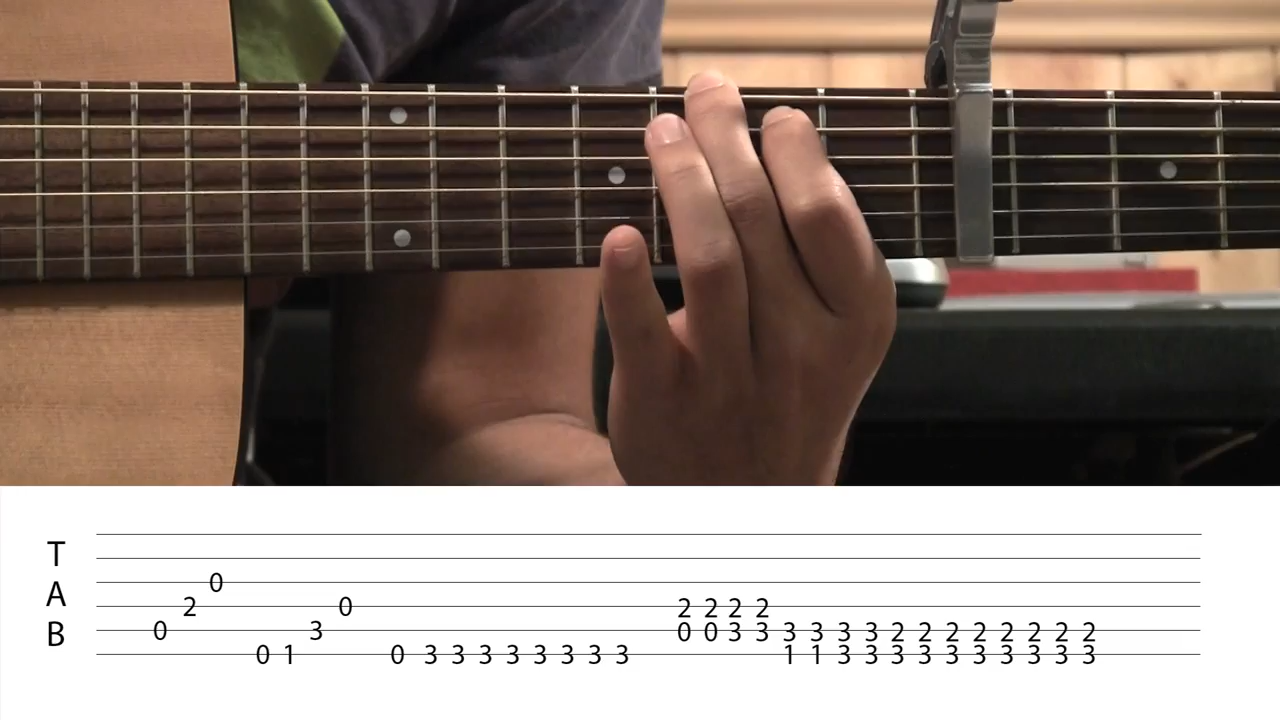 T
0
2
A
0
2 2 2 2
B
0
3
0 0 3 3 3 3 3 3 2 2 2 2 2 2 2 2
0 1
0 3 3 3 3 3 3 3 3
1 1 3 3 3 3 3 3 3 3 3 3